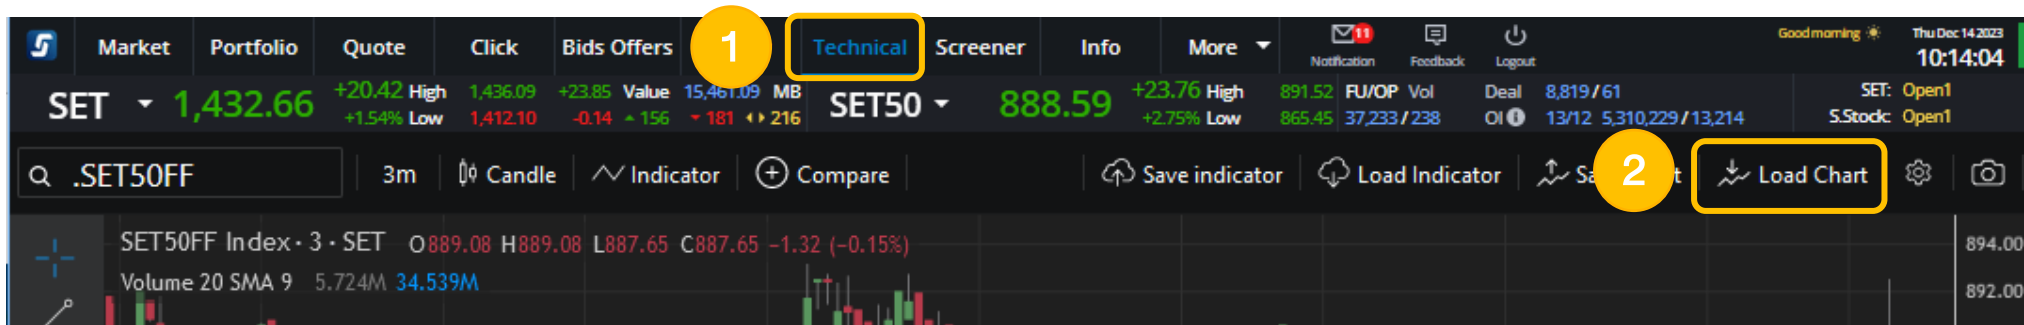 Market Portfolio Quote Click Bids Offers 1 Technical Screener Info More Notification 11 Feedback Logout Good morning Thu Dec 14 2023
10:14:04
SET 1,432.66 +20.42 High 1,436.09 +23.85 Value 15,461.09 MB SET50 888.59 +23.76 High 891.52 FU/OP Vol Deal 8,819/61 SET: Open1
+1.54% Low 1,412.10 -0.14 156 181 216 +2.75% Low 865.45 37,233/238 OI 13/12 5,310,229/13,214 S.Stock: Open1
.SET50FF 3m Candle Indicator Compare Save indicator Load Indicator 2 Load Chart
SET50FF Index · 3 · SET O889.08 H889.08 L887.65 C887.65 −1.32 (−0.15%) 894.00
Volume 20 SMA 9 5.724M 34.539M 892.00